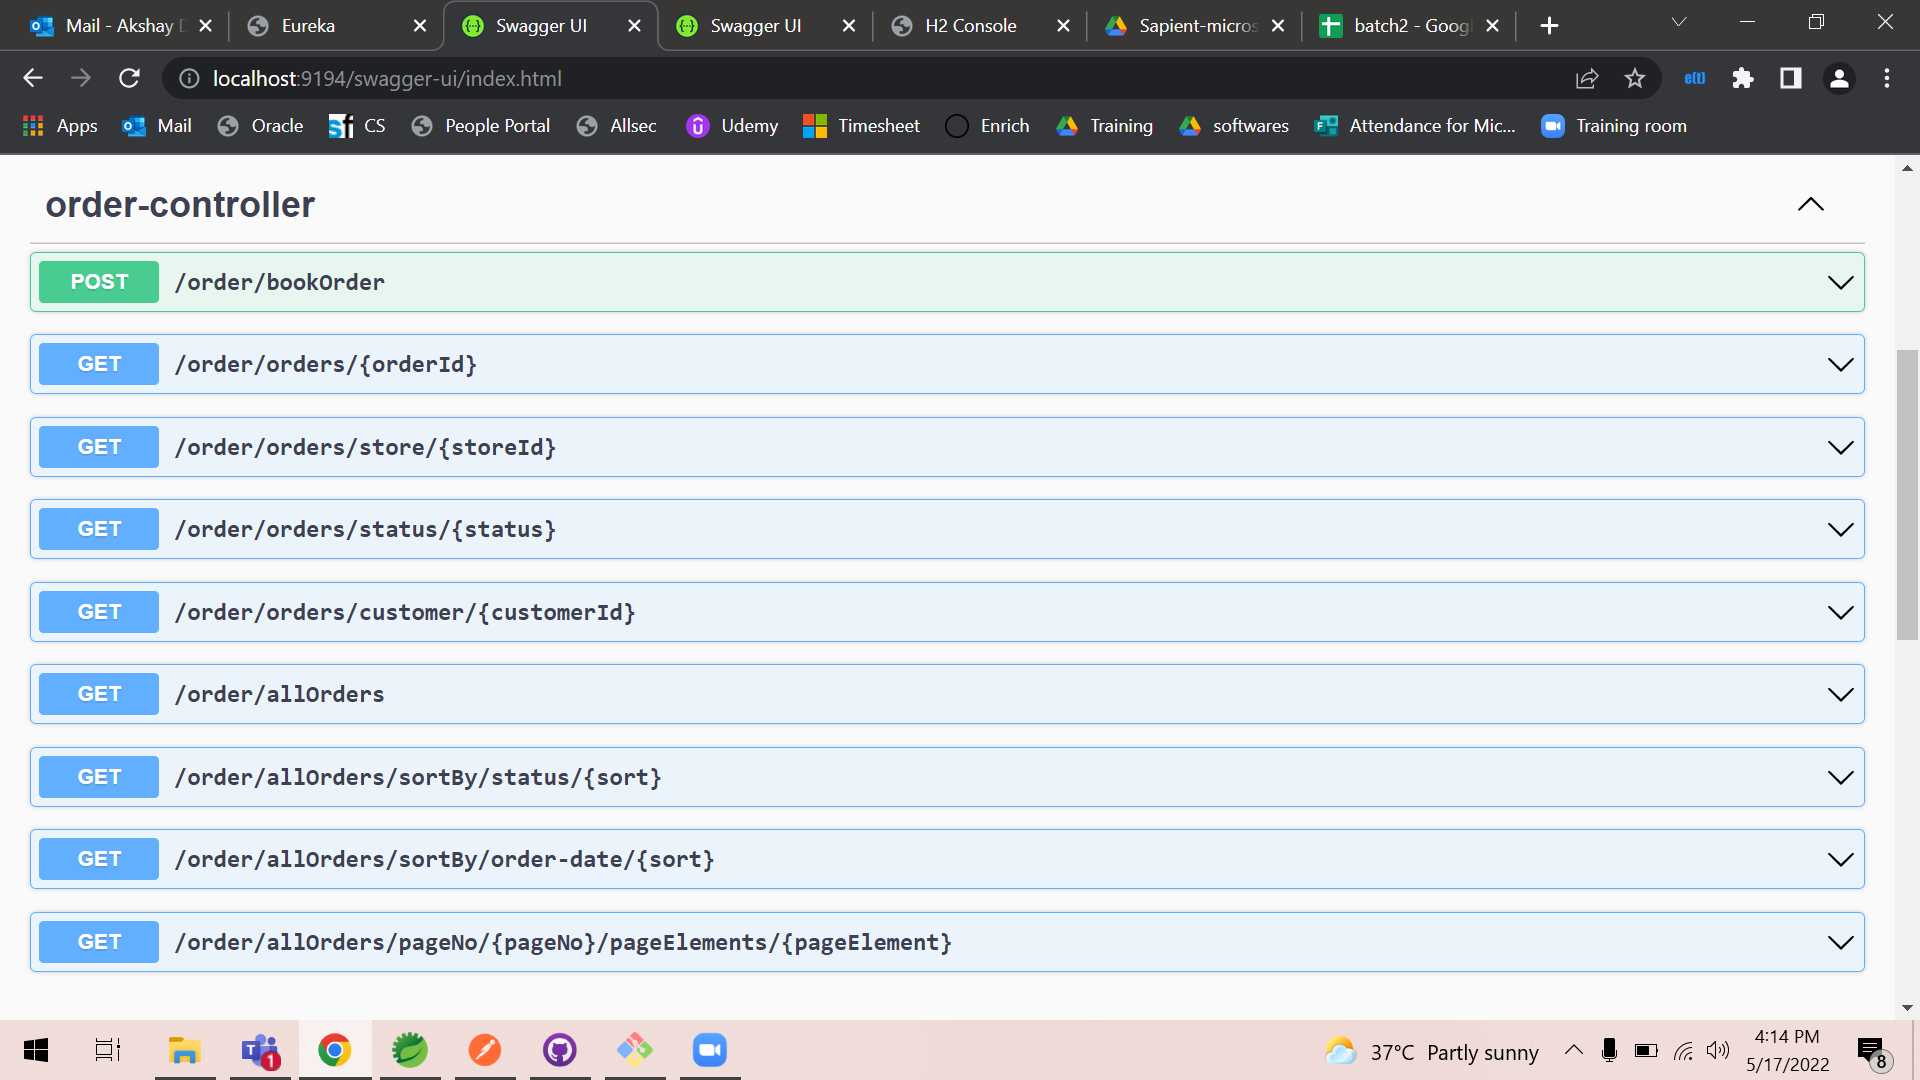 Mail - Akshay D
Eureka
Swagger UI
Swagger UI
H2 Console
Sapient-micros
batch2 - Goog
localhost:9194/swagger-ui/index.html
e(t)
Apps
Mail
Oracle
CS
People Portal
Allsec
Udemy
Timesheet
Enrich
Training
softwares
Attendance for Mic...
Training room
order-controller
POST /order/bookOrder
GET /order/orders/{orderId}
GET /order/orders/store/{storeId}
GET /order/orders/status/{status}
GET /order/orders/customer/{customerId}
GET /order/allOrders
GET /order/allOrders/sortBy/status/{sort}
GET /order/allOrders/sortBy/order-date/{sort}
GET /order/allOrders/pageNo/{pageNo}/pageElements/{pageElement}
1
37°C Partly sunny
4:14 PM
5/17/2022
8